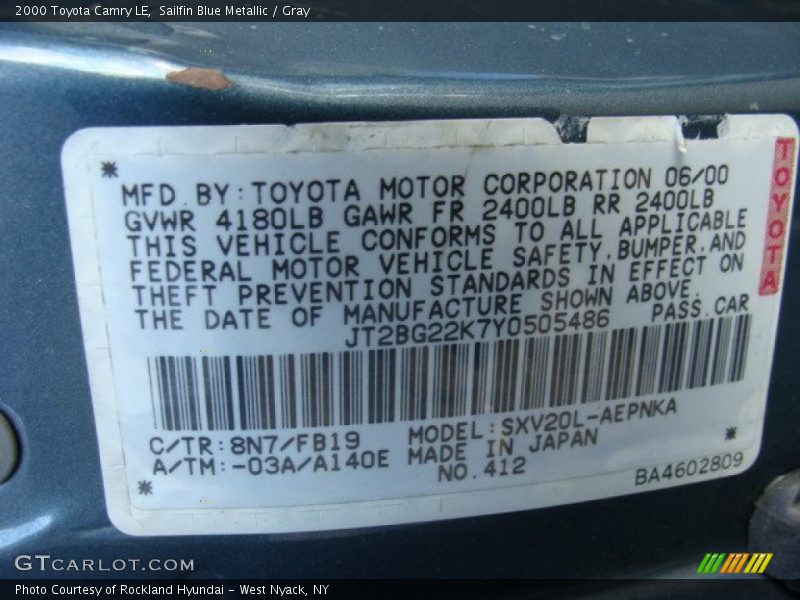 2000 Toyota Camry LE, Sailfin Blue Metallic / Gray
MFD.BY:TOYOTA MOTOR CORPORATION 06/00
GVWR 4180LB GAWR FR 2400LB RR 2400LB
THIS VEHICLE CONFORMS TO ALL APPLICABLE
FEDERAL MOTOR VEHICLE SAFETY,BUMPER,AND
THEFT PREVENTION STANDARDS IN EFFECT ON
THE DATE OF MANUFACTURE SHOWN ABOVE.
JT2BG22K7Y0505486 PASS.CAR
TOYOTA
C/TR:8N7/FB19 MODEL:SXV20L-AEPNKA
A/TM:-03A/A140E MADE IN JAPAN
NO.412
BA4602809
GTCARLOT.COM
Photo Courtesy of Rockland Hyundai - West Nyack, NY